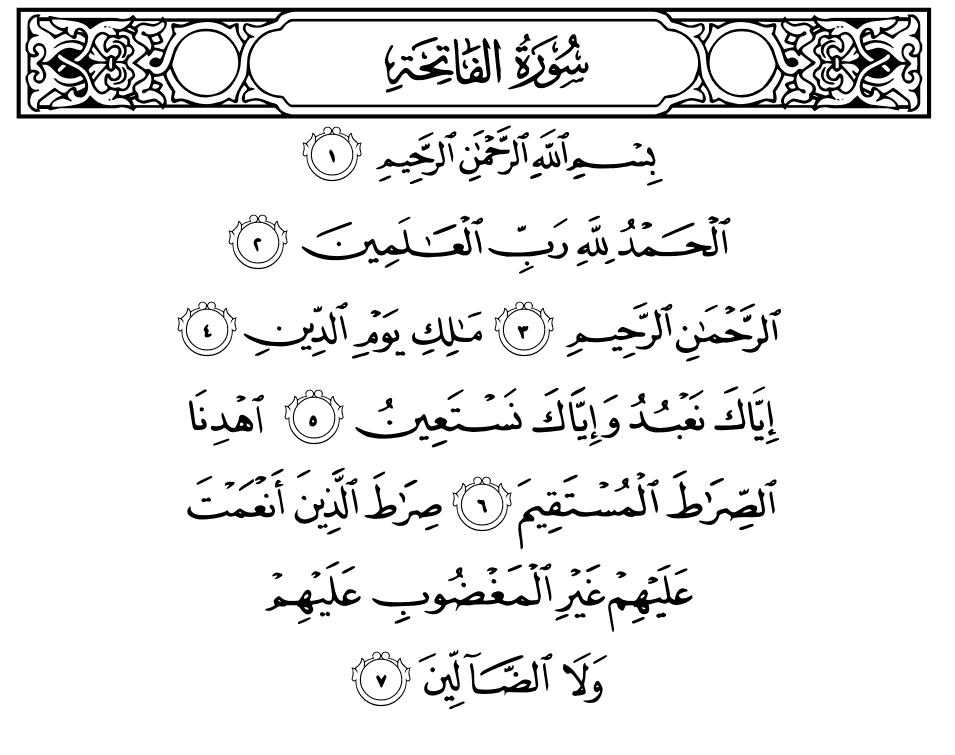 سُورَةُ الفَاتِحَةِ
بِسْمِ ٱللَّهِ ٱلرَّحْمَٰنِ ٱلرَّحِيمِ ١
ٱلْحَمْدُ لِلَّهِ رَبِّ ٱلْعَـٰلَمِينَ ٢
ٱلرَّحْمَـٰنِ ٱلرَّحِيمِ ٣ مَـٰلِكِ يَوْمِ ٱلدِّينِ ٤
إِيَّاكَ نَعْبُدُ وَإِيَّاكَ نَسْتَعِينُ ٥ ٱهْدِنَا
ٱلصِّرَٰطَ ٱلْمُسْتَقِيمَ ٦ صِرَٰطَ ٱلَّذِينَ أَنْعَمْتَ
عَلَيْهِمْ غَيْرِ ٱلْمَغْضُوبِ عَلَيْهِمْ
وَلَا ٱلضَّآلِّينَ ٧